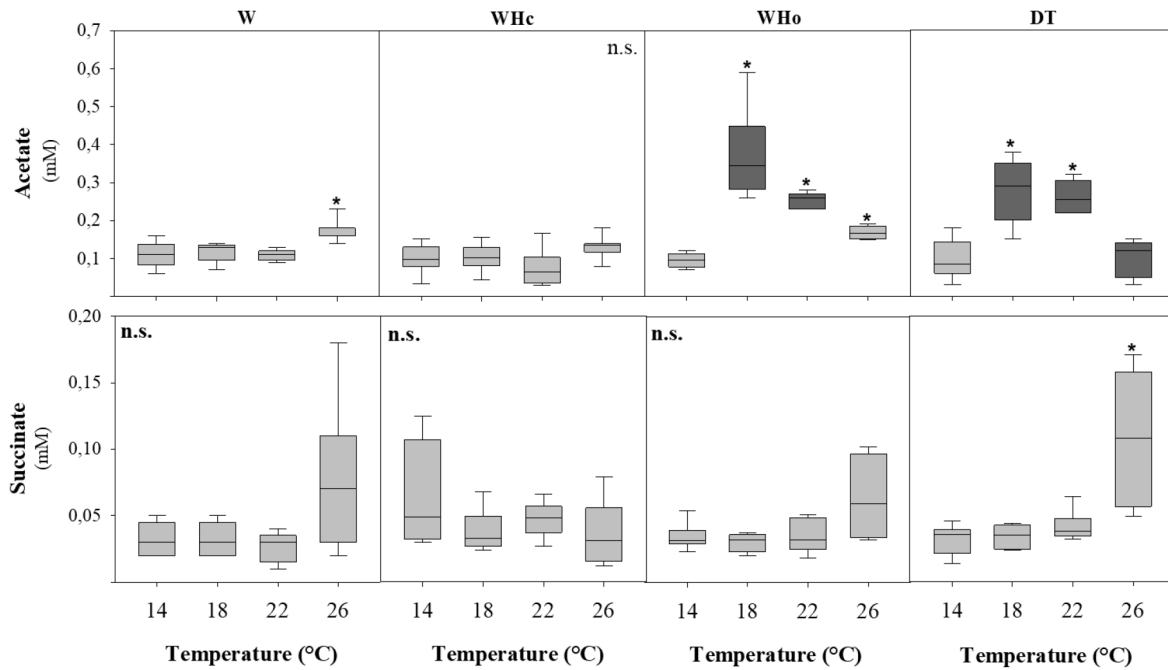 W WHc WHo DT
0,7
0,6
0,5
0,4
0,3
0,2
0,1
Acetate
(mM)
n.s.
* * * * * *
0,20
0,15
0,10
0,05
Succinate
(mM)
n.s. n.s. n.s.
*
14 18 22 26 14 18 22 26 14 18 22 26 14 18 22 26
Temperature (°C) Temperature (°C) Temperature (°C) Temperature (°C)